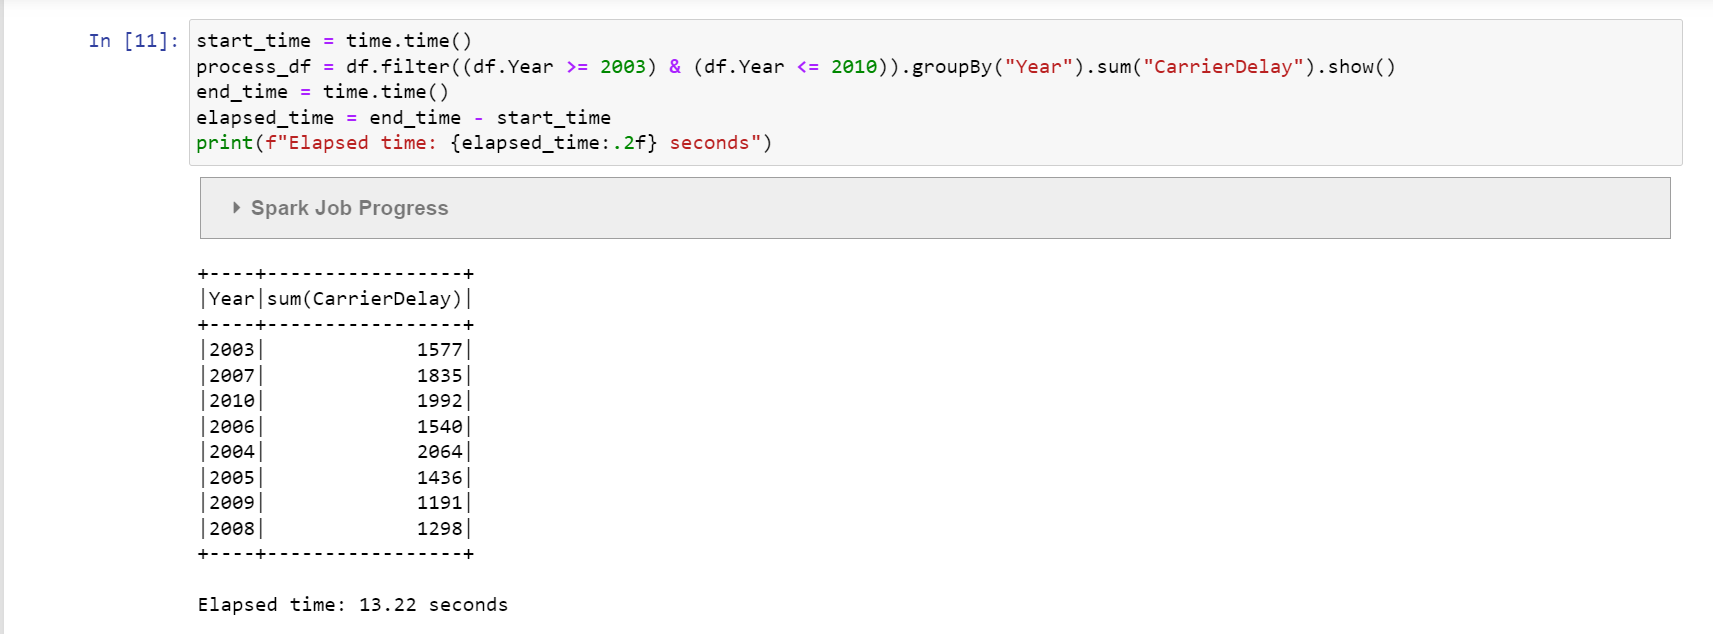 In [11]: start_time = time.time()
process_df = df.filter((df.Year >= 2003) & (df.Year <= 2010)).groupBy("Year").sum("CarrierDelay").show()
end_time = time.time()
elapsed_time = end_time - start_time
print(f"Elapsed time: {elapsed_time:.2f} seconds")
Spark Job Progress
+----+-----------------+
|Year|sum(CarrierDelay)|
+----+-----------------+
|2003|             1577|
|2007|             1835|
|2010|             1992|
|2006|             1540|
|2004|             2064|
|2005|             1436|
|2009|             1191|
|2008|             1298|
+----+-----------------+
Elapsed time: 13.22 seconds